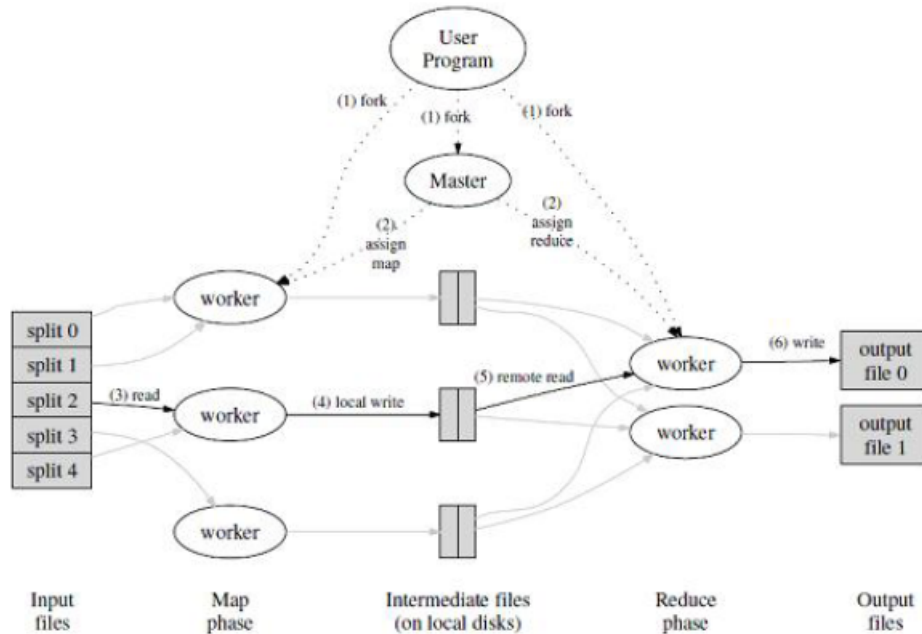 User
Program
(1) fork
(1) fork
(1) fork
Master
(2)
assign
map
(2)
assign
reduce
worker
split 0
split 1
split 2
split 3
split 4
(3) read
worker
(4) local write
(5) remote read
worker
(6) write
output
file 0
worker
output
file 1
worker
Input
files
Map
phase
Intermediate files
(on local disks)
Reduce
phase
Output
files